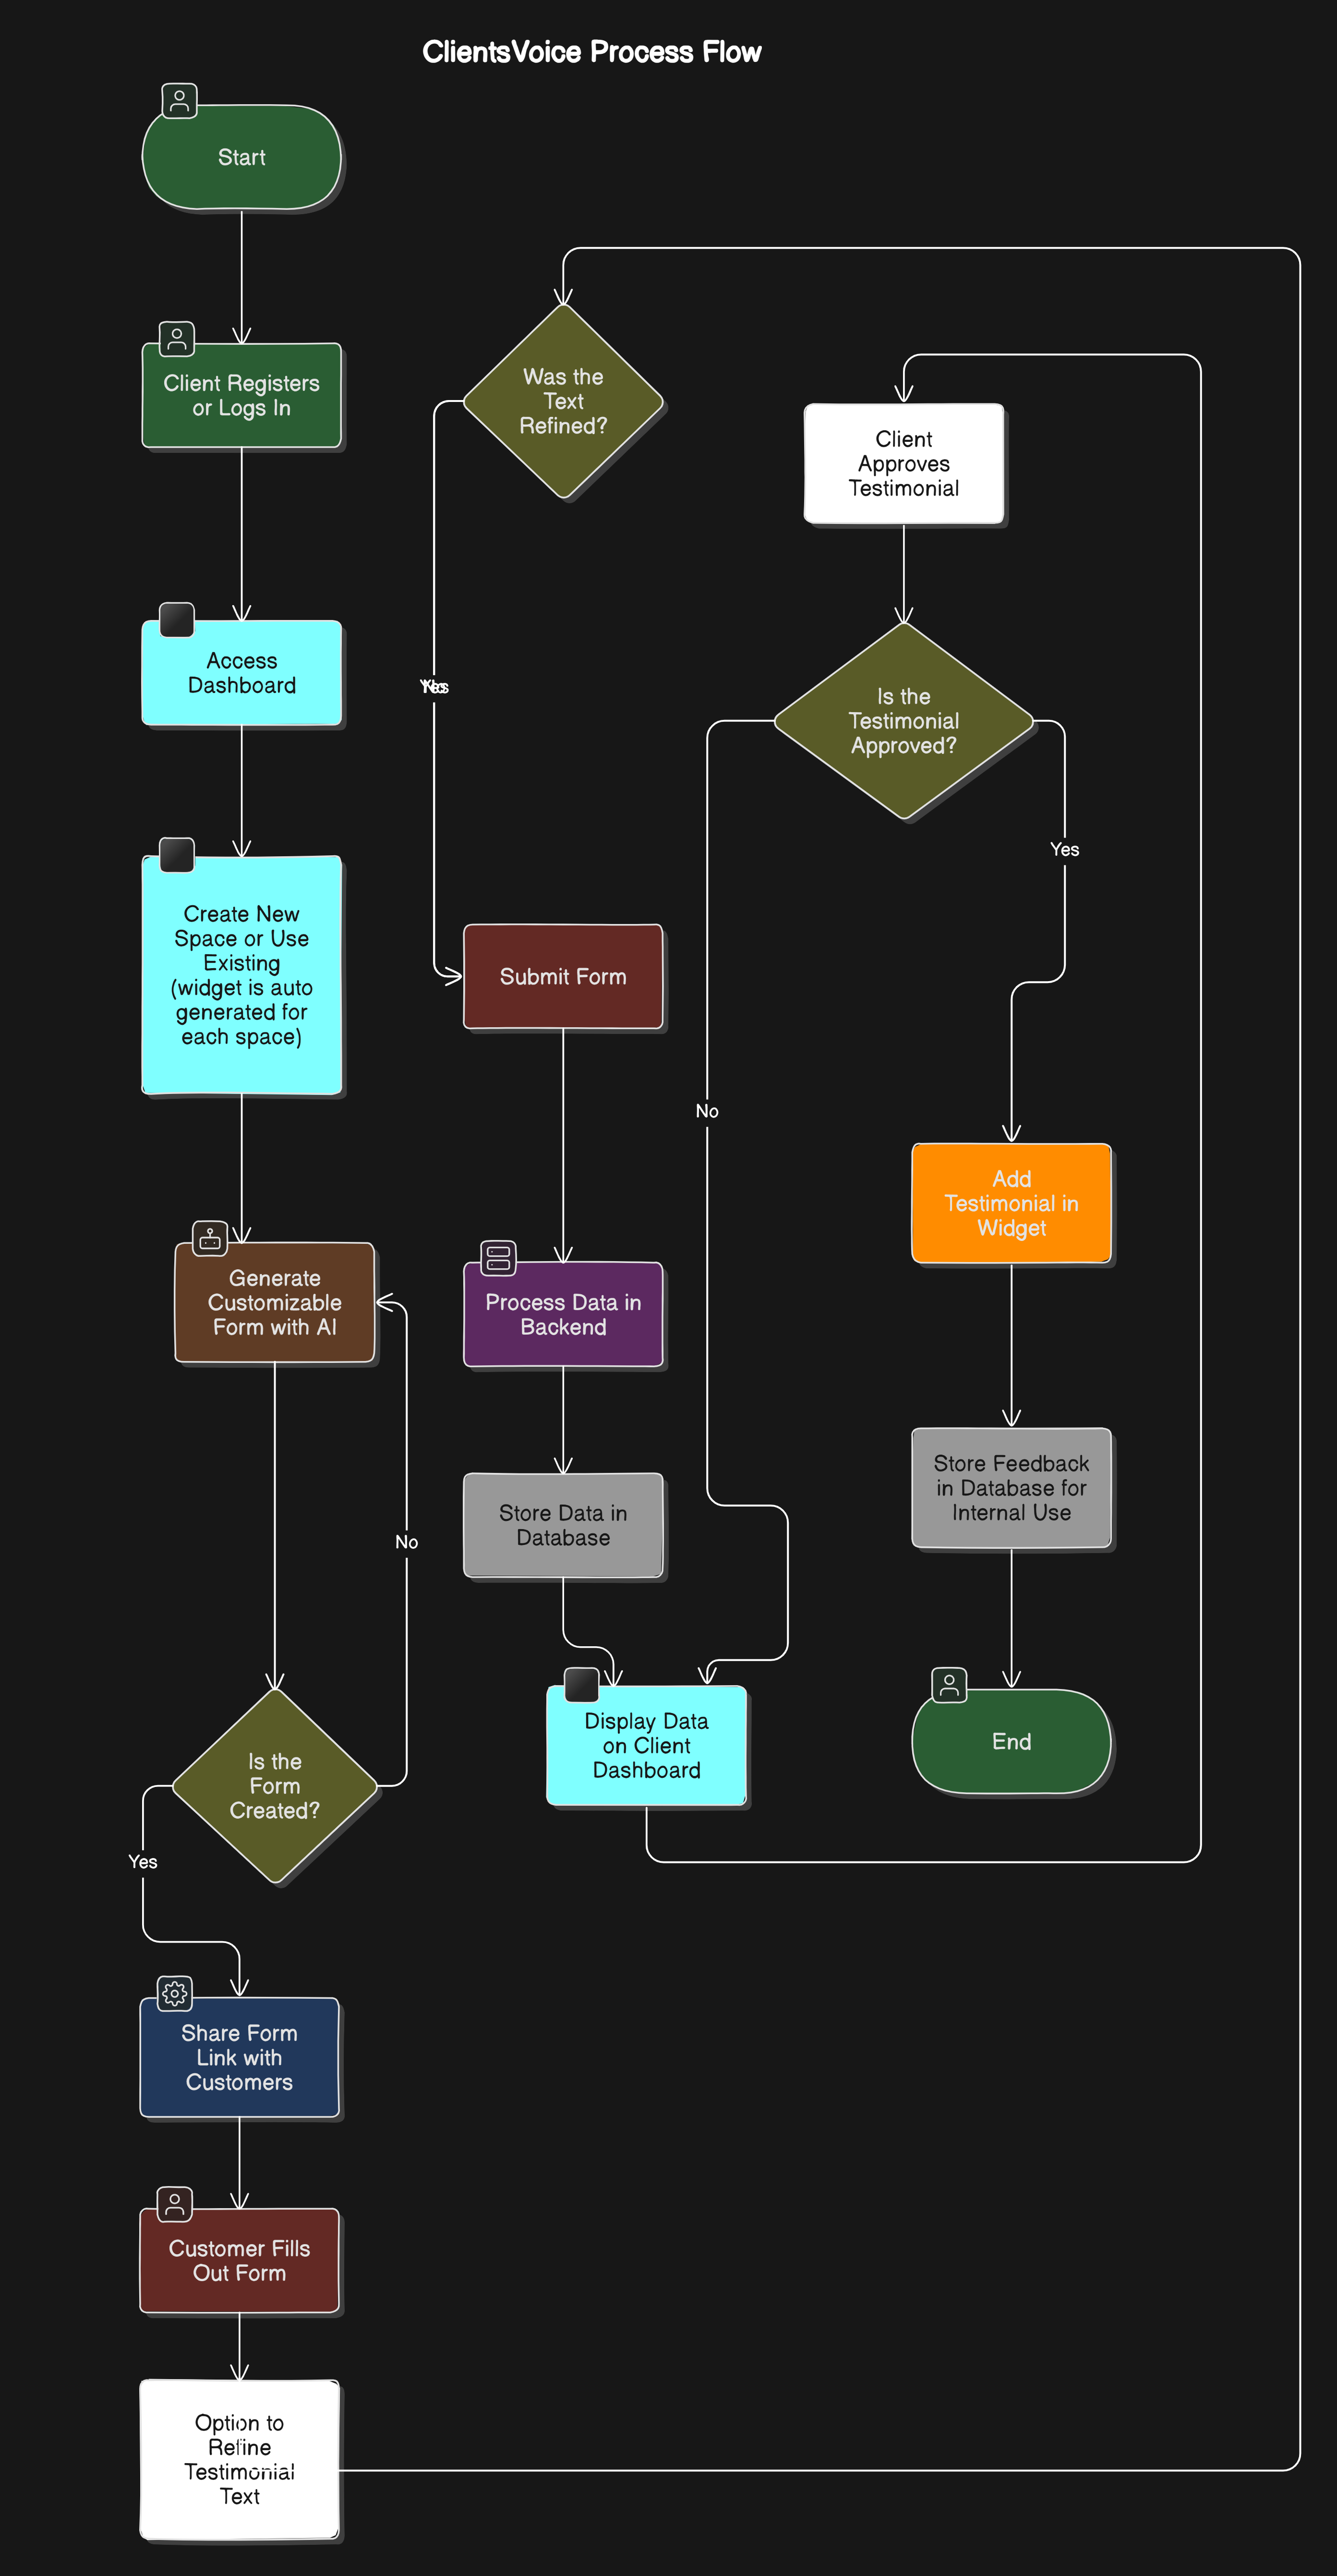 ClientsVoice Process Flow
Start
Client Registers
or Logs In
Access
Dashboard
Create New
Space or Use
Existing
(widget is auto
generated for
each space)
Generate
Customizable
Form with AI
No
Is the
Form
Created?
Yes
Share Form
Link with
Customers
Customer Fills
Out Form
Option to
Refine
Testimonial
Text
Was the
Text
Refined?
Yes
No
Submit Form
Process Data in
Backend
Store Data in
Database
Display Data
on Client
Dashboard
Client
Approves
Testimonial
Is the
Testimonial
Approved?
No
Yes
Add
Testimonial in
Widget
Store Feedback
in Database for
Internal Use
End